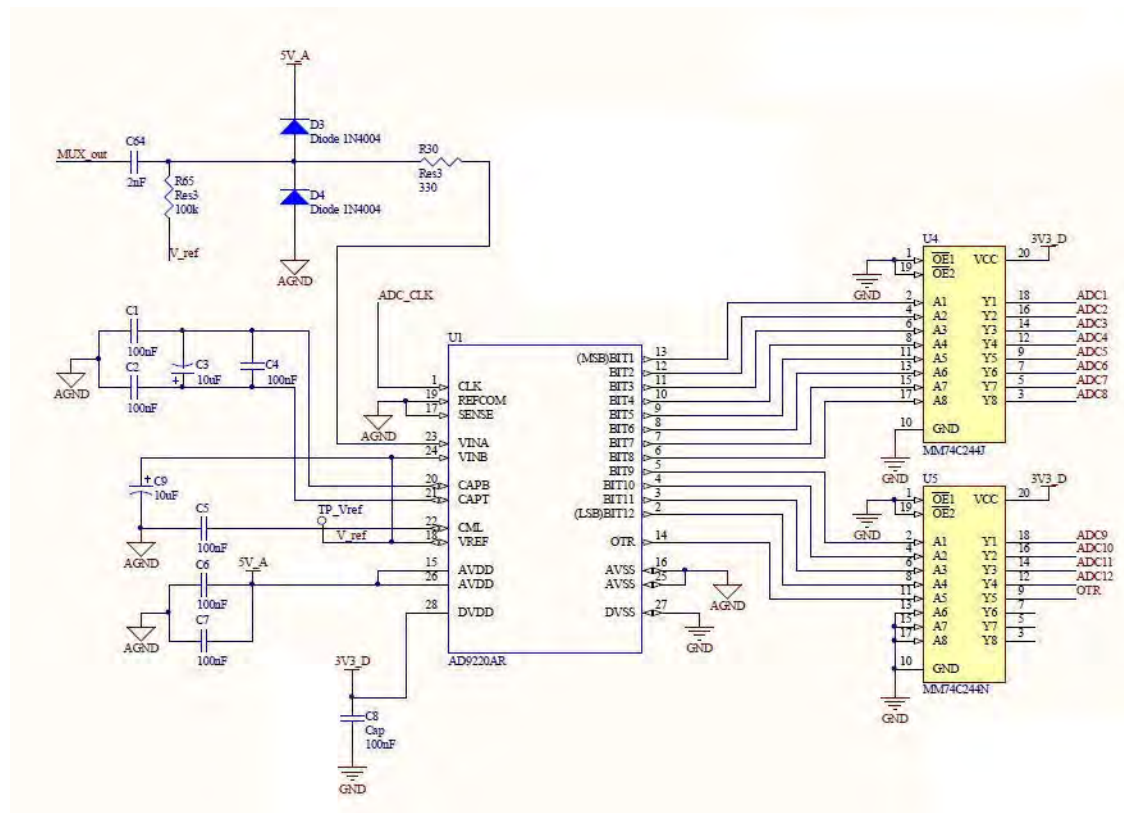 5V_A
D3
Diode 1N4004
C64
MUX_out
2nF
R65
Res3
100k
V_ref
D4
Diode 1N4004
AGND
R30
Res3
330
ADC_CLK
C1
100nF
C2
100nF
C3
10uF
C4
100nF
AGND
C9
10uF
C5
100nF
AGND
TP_Vref
V_ref
5V_A
C6
100nF
C7
100nF
AGND
3V3_D
C8
Cap
100nF
GND
AGND
U1
1 CLK
19 REFCOM
17 SENSE
23 VINA
24 VINB
20 CAPB
21 CAPT
22 CML
18 VREF
15 AVDD
26 AVDD
28 DVDD
(MSB)BIT1 13
BIT2 12
BIT3 11
BIT4 10
BIT5 9
BIT6 8
BIT7 7
BIT8 6
BIT9 5
BIT10 4
BIT11 3
(LSB)BIT12 2
OTR 14
AVSS 16
AVSS 25
DVSS 27
AD9220AR
AGND
GND
U4
3V3_D
1 OE1 VCC 20
19 OE2
GND
2 A1 Y1 18 ADC1
4 A2 Y2 16 ADC2
6 A3 Y3 14 ADC3
8 A4 Y4 12 ADC4
11 A5 Y5 9 ADC5
13 A6 Y6 7 ADC6
15 A7 Y7 5 ADC7
17 A8 Y8 3 ADC8
10 GND
GND
MM74C244J
U5
3V3_D
1 OE1 VCC 20
19 OE2
GND
2 A1 Y1 18 ADC9
4 A2 Y2 16 ADC10
6 A3 Y3 14 ADC11
8 A4 Y4 12 ADC12
11 A5 Y5 9 OTR
13 A6 Y6 7
15 A7 Y7 5
17 A8 Y8 3
10 GND
MM74C244N
GND